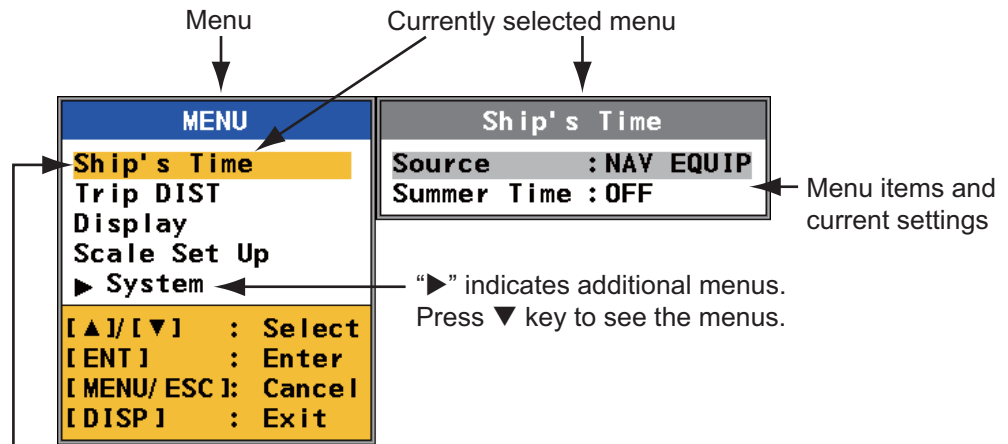 Menu
Currently selected menu
MENU
Ship's Time
Trip DIST
Display
Scale Set Up
▶ System
[▲]/[▼] : Select
[ENT] : Enter
[MENU/ESC]: Cancel
[DISP] : Exit
Ship's Time
Source :NAV EQUIP
Summer Time :OFF
Menu items and
current settings
“▶” indicates additional menus.
Press ▼ key to see the menus.